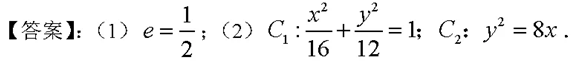 【答案】:（1） e = 1/2 ;（2） C₁ : x²/16 + y²/12 = 1; C₂: y² = 8x .